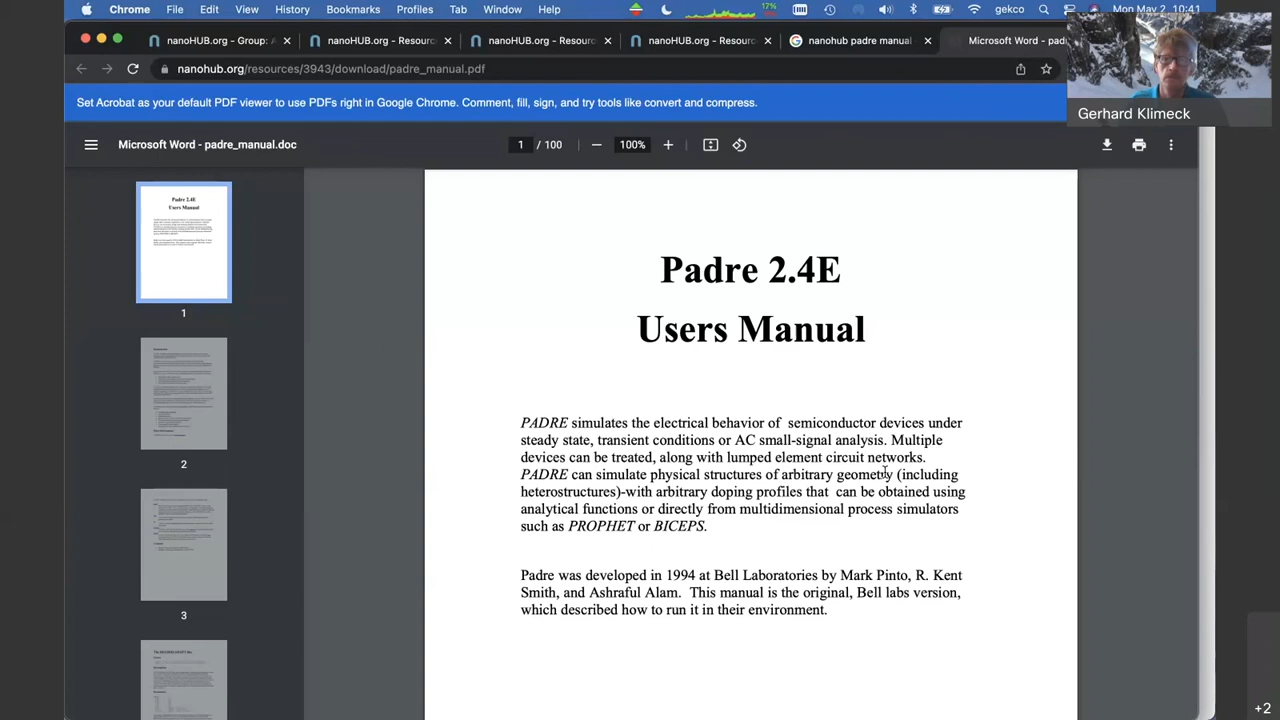 Chrome File Edit View History Bookmarks Profiles Tab Window Help 17% gekco Mon May 2 10:41
nanoHUB.org - Group: A nanoHUB.org - Resourc nanoHUB.org - Resourc nanoHUB.org - Resourc nanohub padre manual Microsoft Word - pad
nanohub.org/resources/3943/download/padre_manual.pdf
Set Acrobat as your default PDF viewer to use PDFs right in Google Chrome. Comment, fill, sign, and try tools like convert and compress.
Gerhard Klimeck
Microsoft Word - padre_manual.doc
1 / 100
100%
Padre 2.4E
Users Manual
1
2
3
Padre 2.4E
Users Manual
PADRE simulates the electrical behavior of semiconductor devices under
steady state, transient conditions or AC small-signal analysis. Multiple
devices can be treated, along with lumped element circuit networks.
PADRE can simulate physical structures of arbitrary geometry (including
heterostructures)-with arbitrary doping profiles that can be obtained using
analytical functions or directly from multidimensional process simulators
such as PROPHET or BICEPS.
Padre was developed in 1994 at Bell Laboratories by Mark Pinto, R. Kent
Smith, and Ashraful Alam. This manual is the original, Bell labs version,
which described how to run it in their environment.
+2